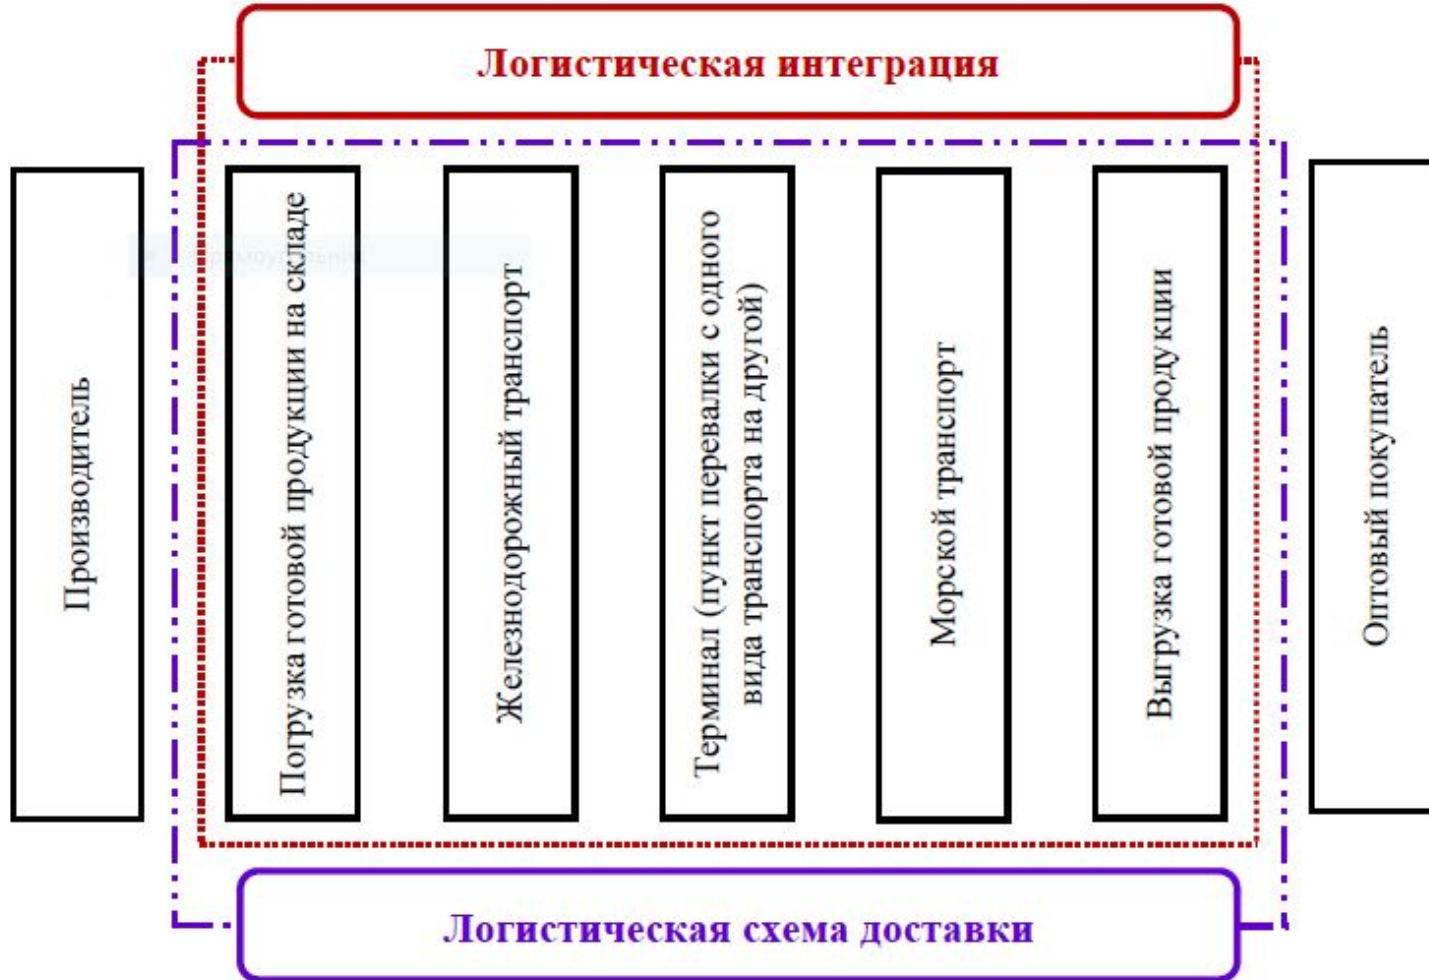 Логистическая интеграция
Производитель
Погрузка готовой продукции на складе
Прямоугольник
Железнодорожный транспорт
Терминал (пункт перевалки с одного
вида транспорта на другой)
Морской транспорт
Выгрузка готовой продукции
Оптовый покупатель
Логистическая схема доставки